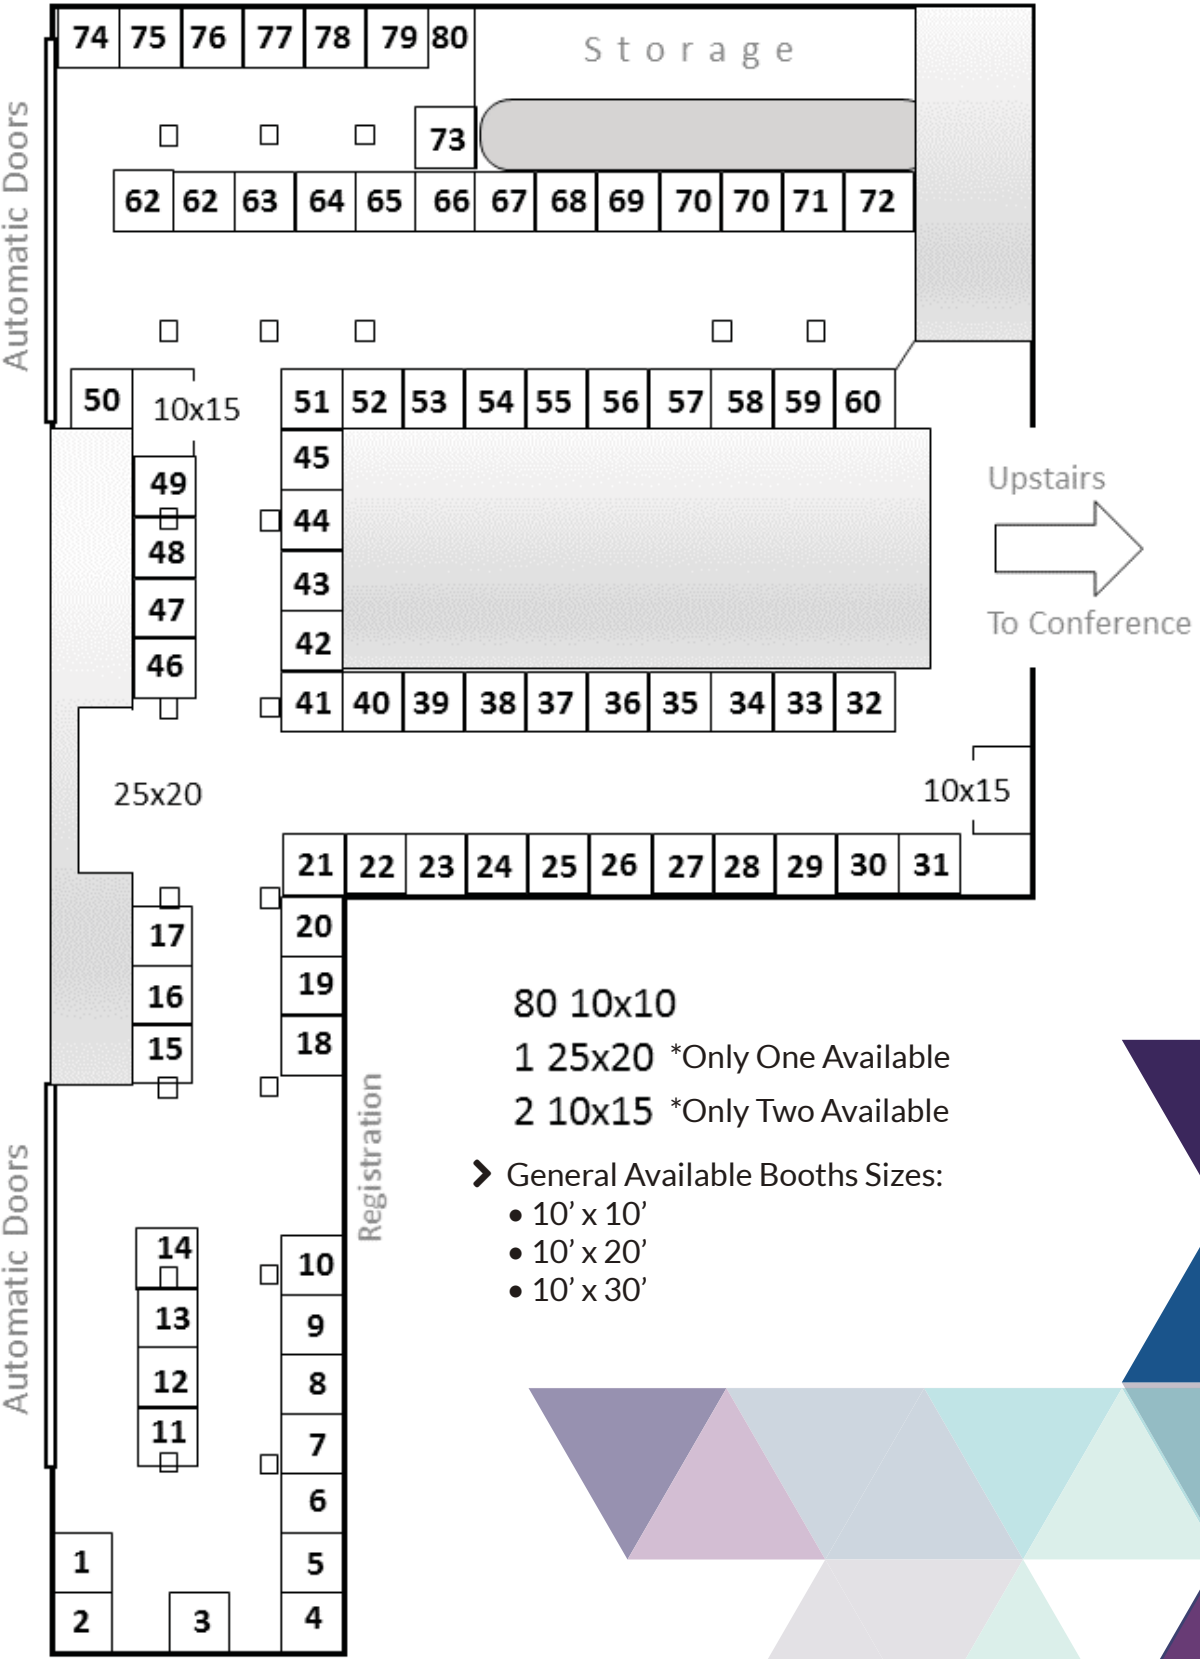 74 75 76 77 78 79 80
Storage
Automatic Doors
73
62 62 63 64 65 66 67 68 69 70 70 71 72
50 10x15 51 52 53 54 55 56 57 58 59 60
45
49
44
48
43
47
42
46
Upstairs
To Conference
41 40 39 38 37 36 35 34 33 32
25x20
10x15
21 22 23 24 25 26 27 28 29 30 31
20
17
19
16
18
15
Registration
80 10x10
1 25x20 *Only One Available
2 10x15 *Only Two Available
General Available Booths Sizes:
• 10’ x 10’
• 10’ x 20’
• 10’ x 30’
Automatic Doors
14
10
13
9
12
8
11
7
6
1
5
2
3
4